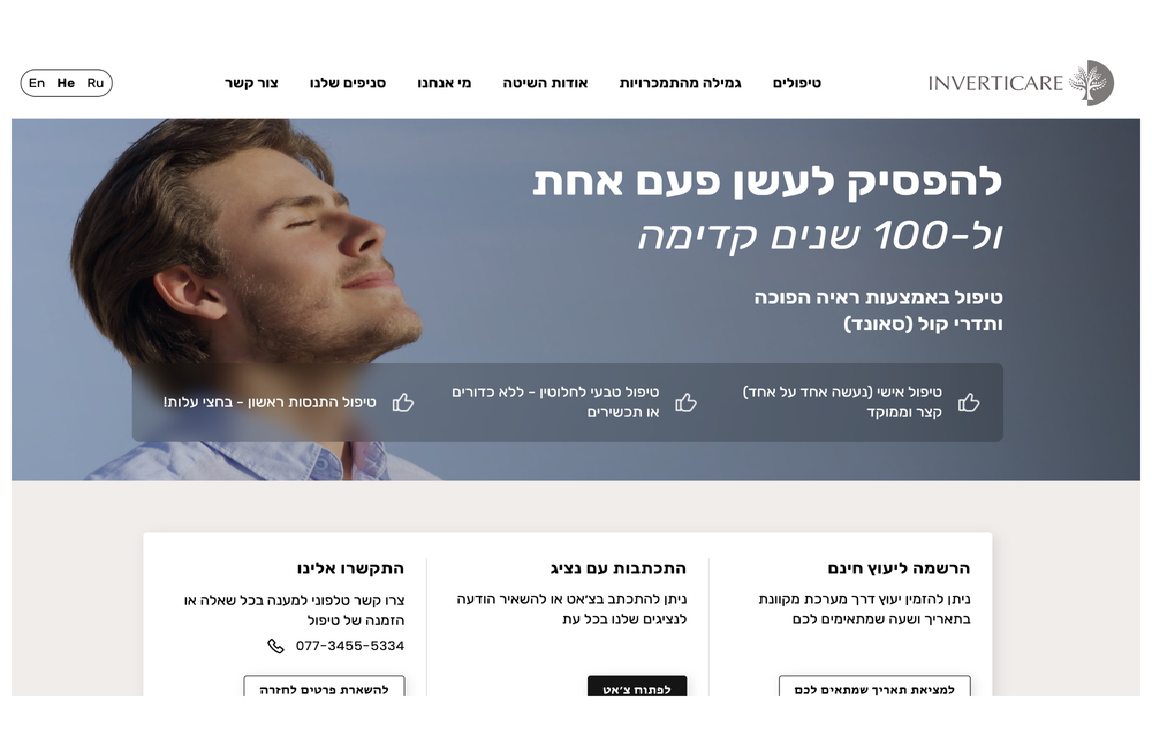 INVERTICARE
טיפולים גמילה מהתמכרויות אודות השיטה מי אנחנו סניפים שלנו צור קשר
En He Ru
להפסיק לעשן פעם אחת
ול-100 שנים קדימה
טיפול באמצעות ראיה הפוכה
ותדרי קול (סאונד)
טיפול אישי (נעשה אחד על אחד)
קצר וממוקד
טיפול טבעי לחלוטין - ללא כדורים
או תכשירים
טיפול התנסות ראשון - בחצי עלות!
הרשמה ליעוץ חינם
ניתן להזמין יעוץ דרך מערכת מקוונת
בתאריך ושעה שמתאימים לכם
למציאת תאריך שמתאים לכם
התכתבות עם נציג
ניתן להתכתב בצ׳אט או להשאיר הודעה
לנציגים שלנו בכל עת
לפתוח צ׳אט
התקשרו אלינו
צרו קשר טלפוני למענה בכל שאלה או
הזמנה של טיפול
077-3455-5334
להשארת פרטים לחזרה